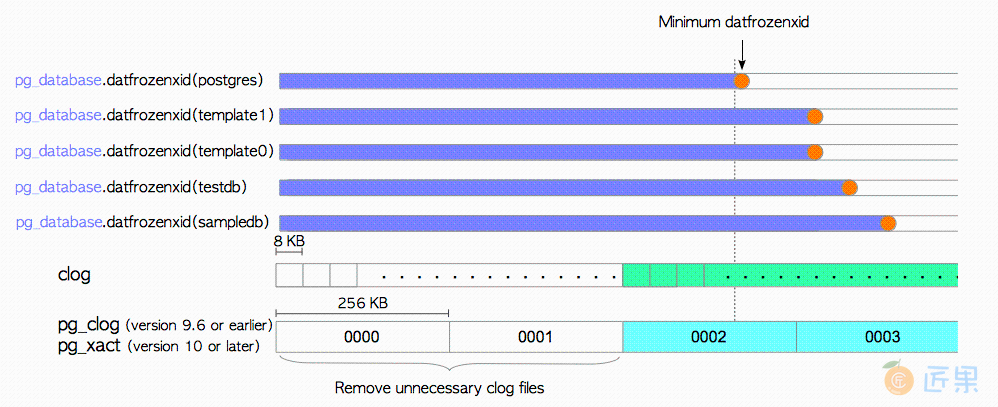 Minimum datfrozenxid
pg_database.datfrozenxid(postgres)
pg_database.datfrozenxid(template1)
pg_database.datfrozenxid(template0)
pg_database.datfrozenxid(testdb)
pg_database.datfrozenxid(sampledb)
8 KB
clog
256 KB
pg_clog (version 9.6 or earlier)
pg_xact (version 10 or later)
0000 0001 0002 0003
Remove unnecessary clog files
匠果